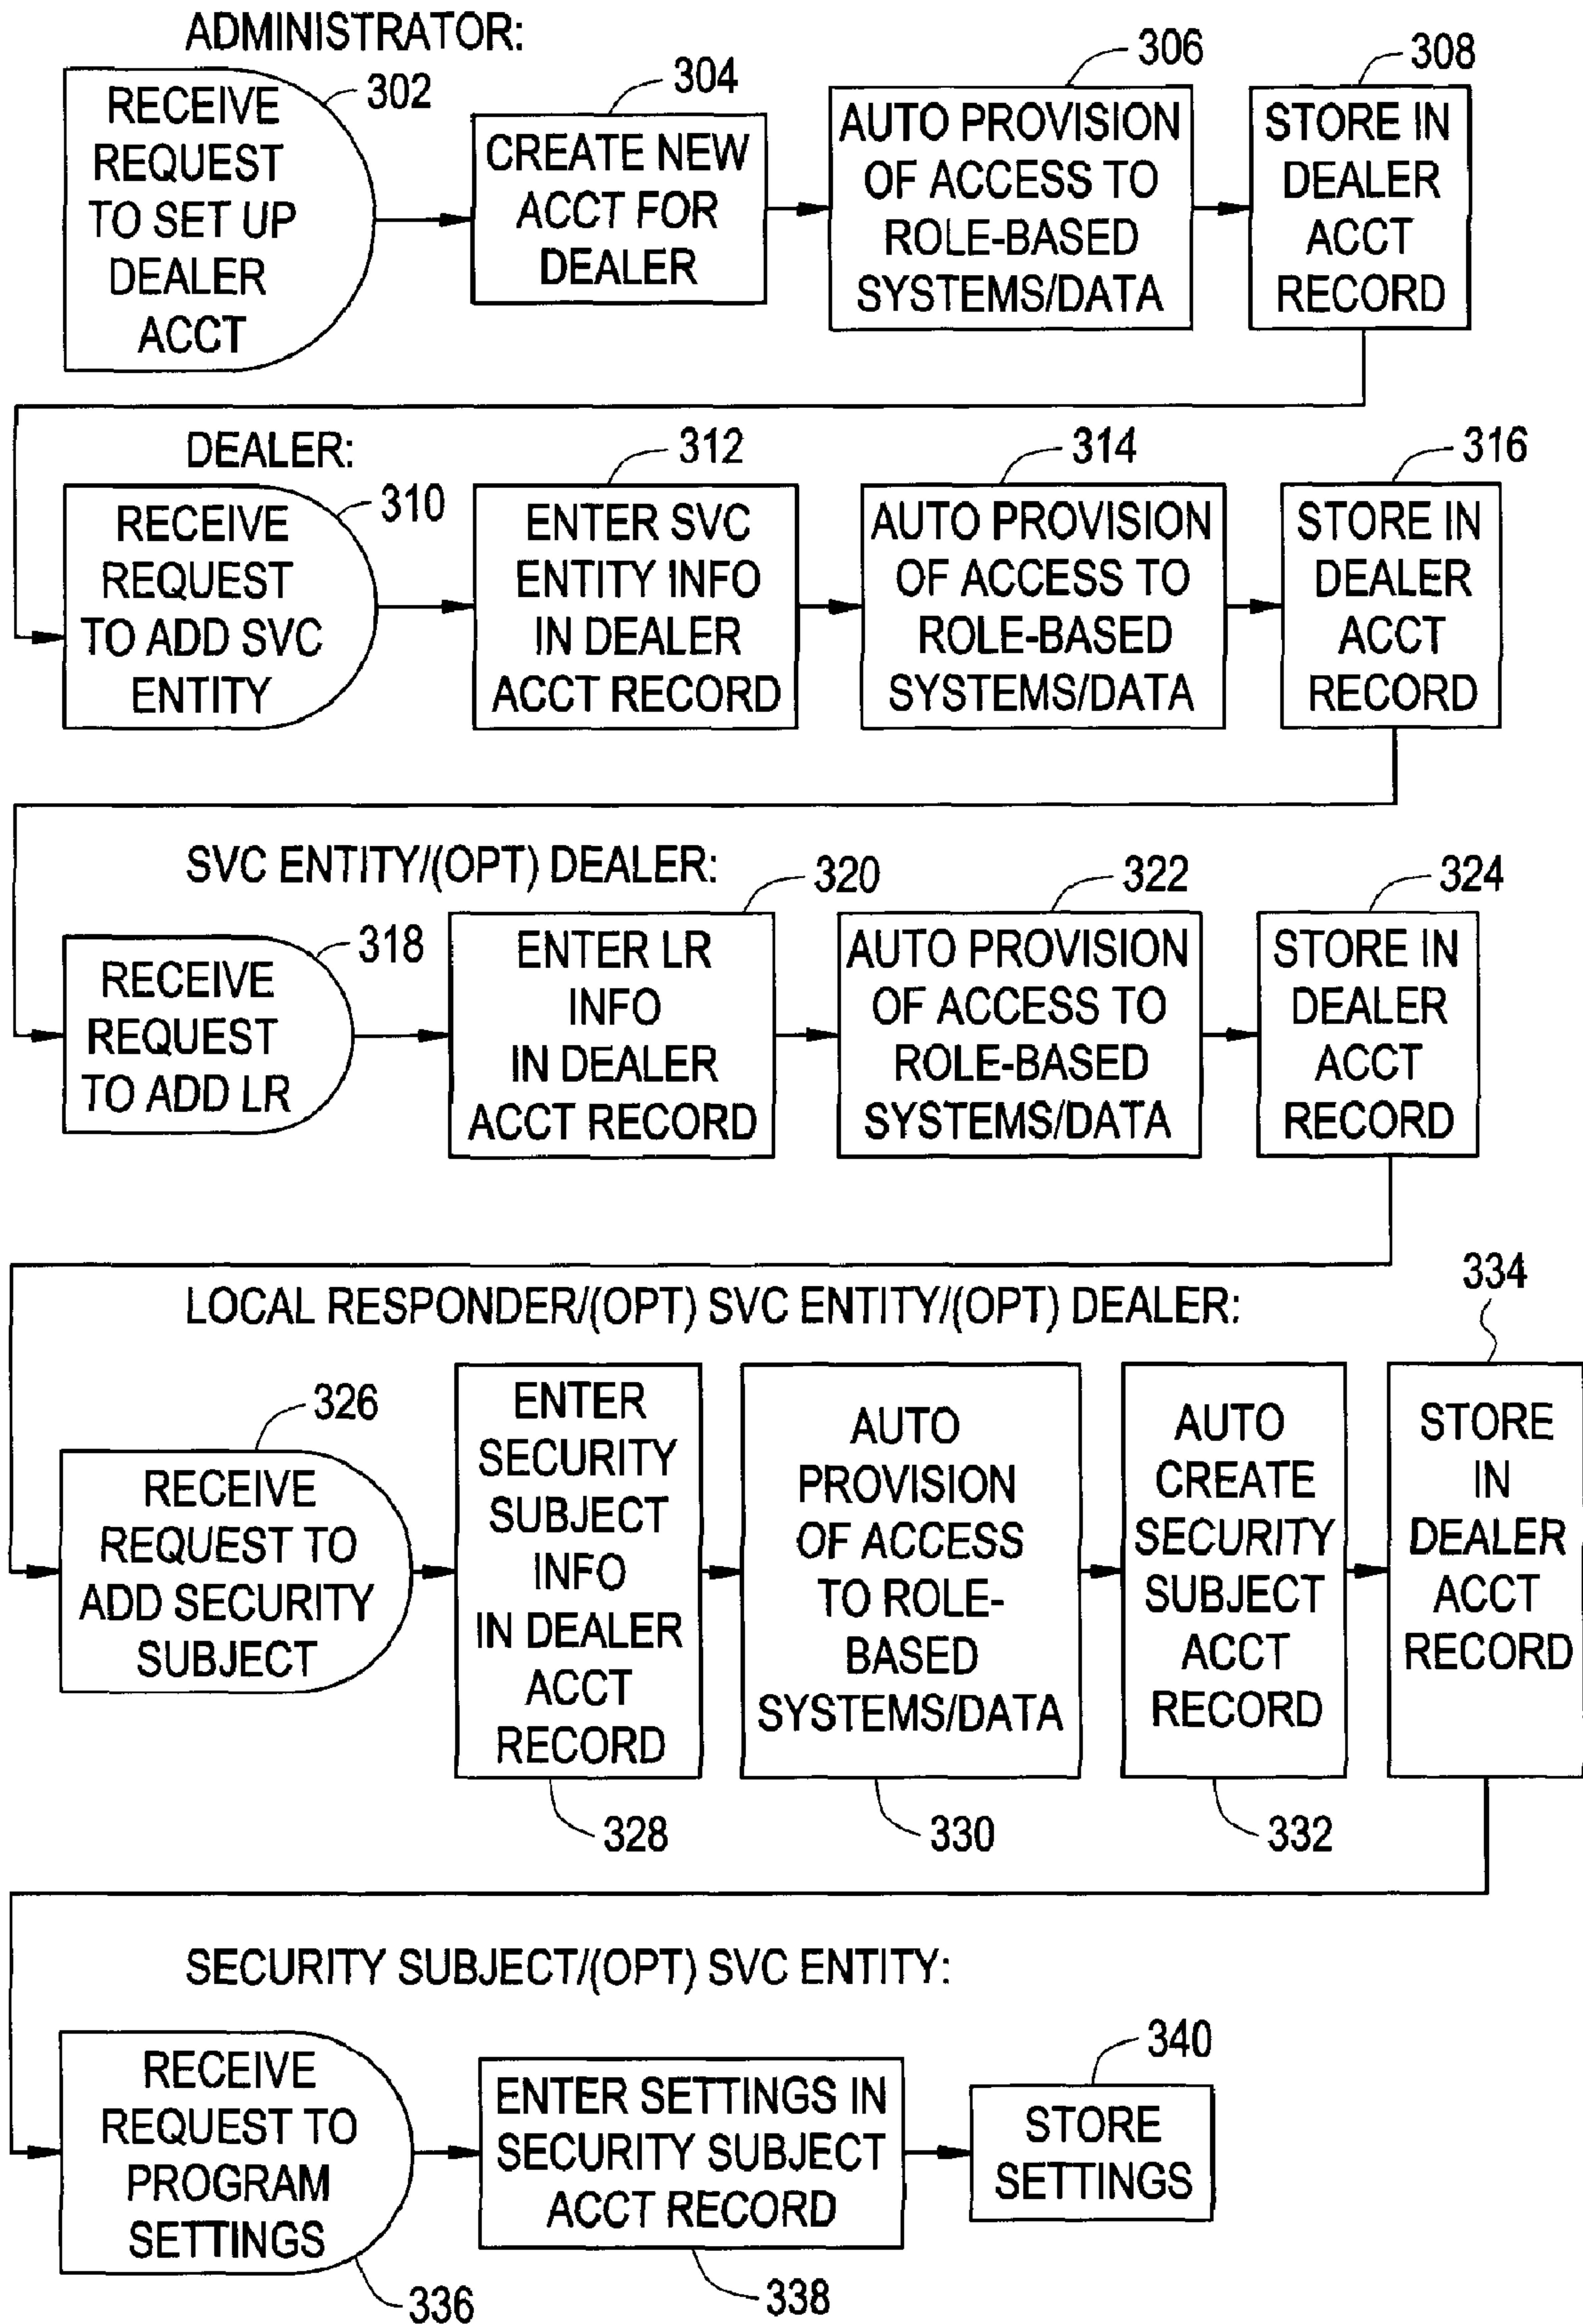 ADMINISTRATOR:
302
RECEIVE
REQUEST
TO SET UP
DEALER
ACCT
304
CREATE NEW
ACCT FOR
DEALER
306
AUTO PROVISION
OF ACCESS TO
ROLE-BASED
SYSTEMS/DATA
308
STORE IN
DEALER
ACCT
RECORD
DEALER:
310
RECEIVE
REQUEST
TO ADD SVC
ENTITY
312
ENTER SVC
ENTITY INFO
IN DEALER
ACCT RECORD
314
AUTO PROVISION
OF ACCESS TO
ROLE-BASED
SYSTEMS/DATA
316
STORE IN
DEALER
ACCT
RECORD
SVC ENTITY/(OPT) DEALER:
318
RECEIVE
REQUEST
TO ADD LR
320
ENTER LR
INFO
IN DEALER
ACCT RECORD
322
AUTO PROVISION
OF ACCESS TO
ROLE-BASED
SYSTEMS/DATA
324
STORE IN
DEALER
ACCT
RECORD
LOCAL RESPONDER/(OPT) SVC ENTITY/(OPT) DEALER:
326
RECEIVE
REQUEST TO
ADD SECURITY
SUBJECT
ENTER
SECURITY
SUBJECT
INFO
IN DEALER
ACCT
RECORD
328
AUTO
PROVISION
OF ACCESS
TO ROLE-
BASED
SYSTEMS/DATA
330
AUTO
CREATE
SECURITY
SUBJECT
ACCT
RECORD
332
334
STORE
IN
DEALER
ACCT
RECORD
SECURITY SUBJECT/(OPT) SVC ENTITY:
RECEIVE
REQUEST TO
PROGRAM
SETTINGS
336
ENTER SETTINGS IN
SECURITY SUBJECT
ACCT RECORD
338
340
STORE
SETTINGS